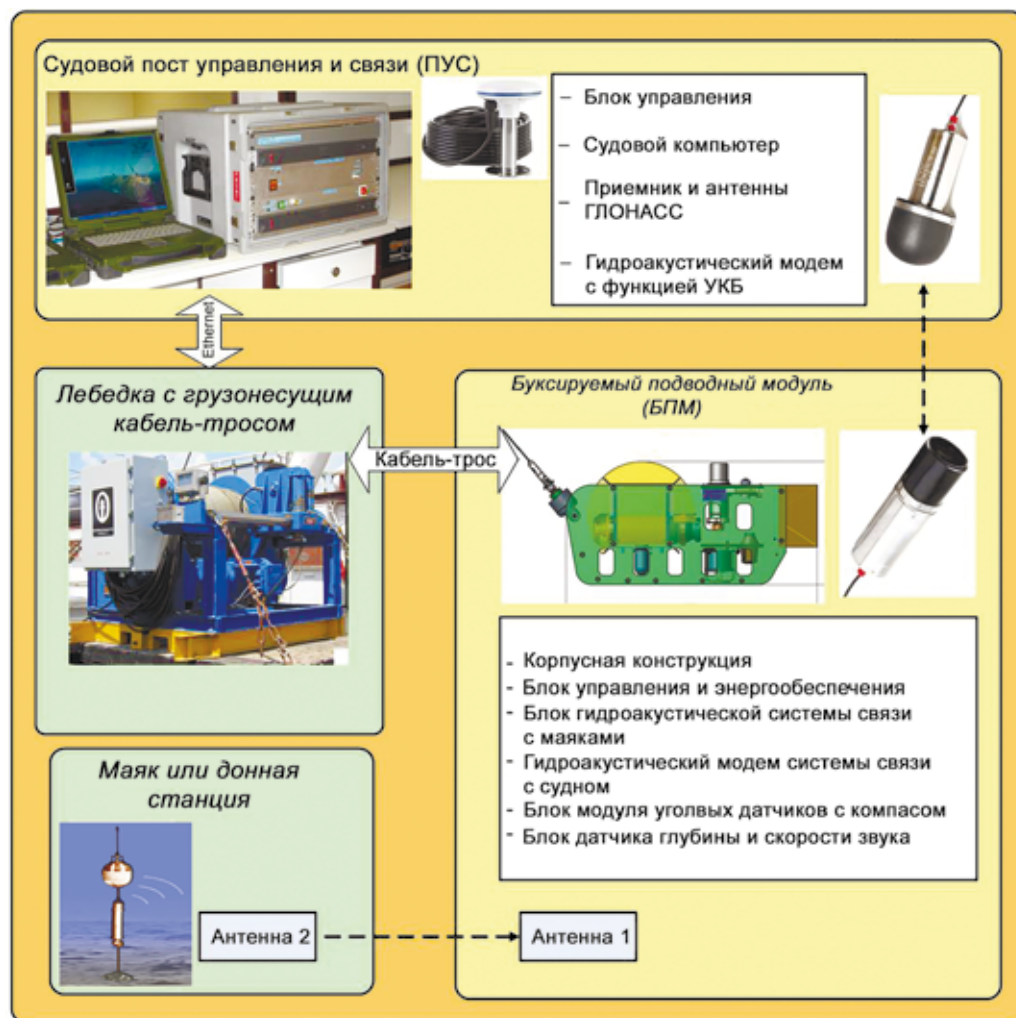 Судовой пост управления и связи (ПУС)
– Блок управления
– Судовой компьютер
– Приемник и антенны
ГЛОНАСС
– Гидроакустический модем
с функцией УКБ
Ethernet
Лебедка с грузонесущим
кабель-тросом
Кабель-трос
Буксируемый подводный модуль
(БПМ)
- Корпусная конструкция
- Блок управления и энергообеспечения
- Блок гидроакустической системы связи
с маяками
- Гидроакустический модем системы связи
с судном
- Блок модуля уголвых датчиков с компасом
- Блок датчика глубины и скорости звука
Маяк или донная
станция
Антенна 2
Антенна 1